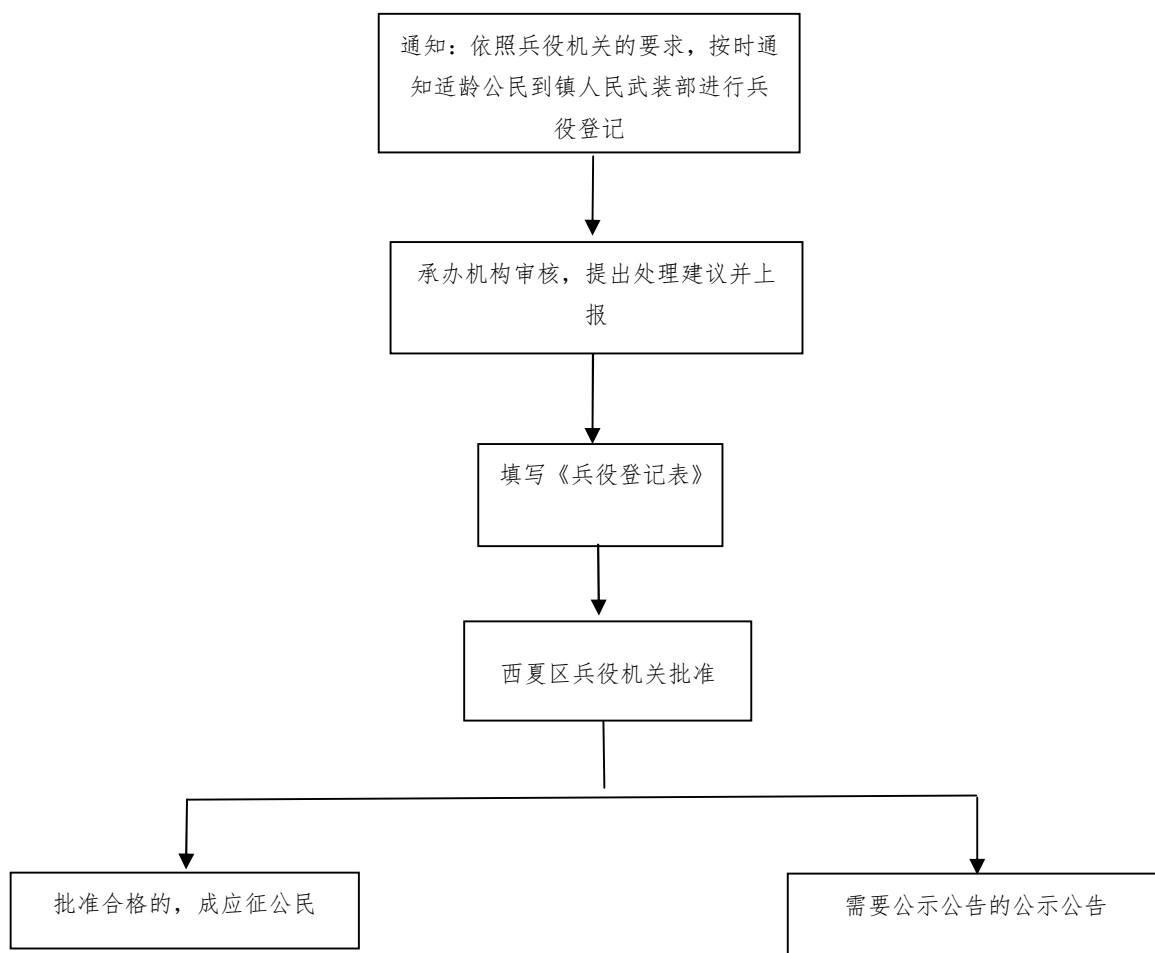 通知：依照兵役机关的要求，按时通
知适龄公民到镇人民武装部进行兵
役登记
承办机构审核，提出处理建议并上
报
填写《兵役登记表》
西夏区兵役机关批准
批准合格的，成应征公民
需要公示公告的公示公告